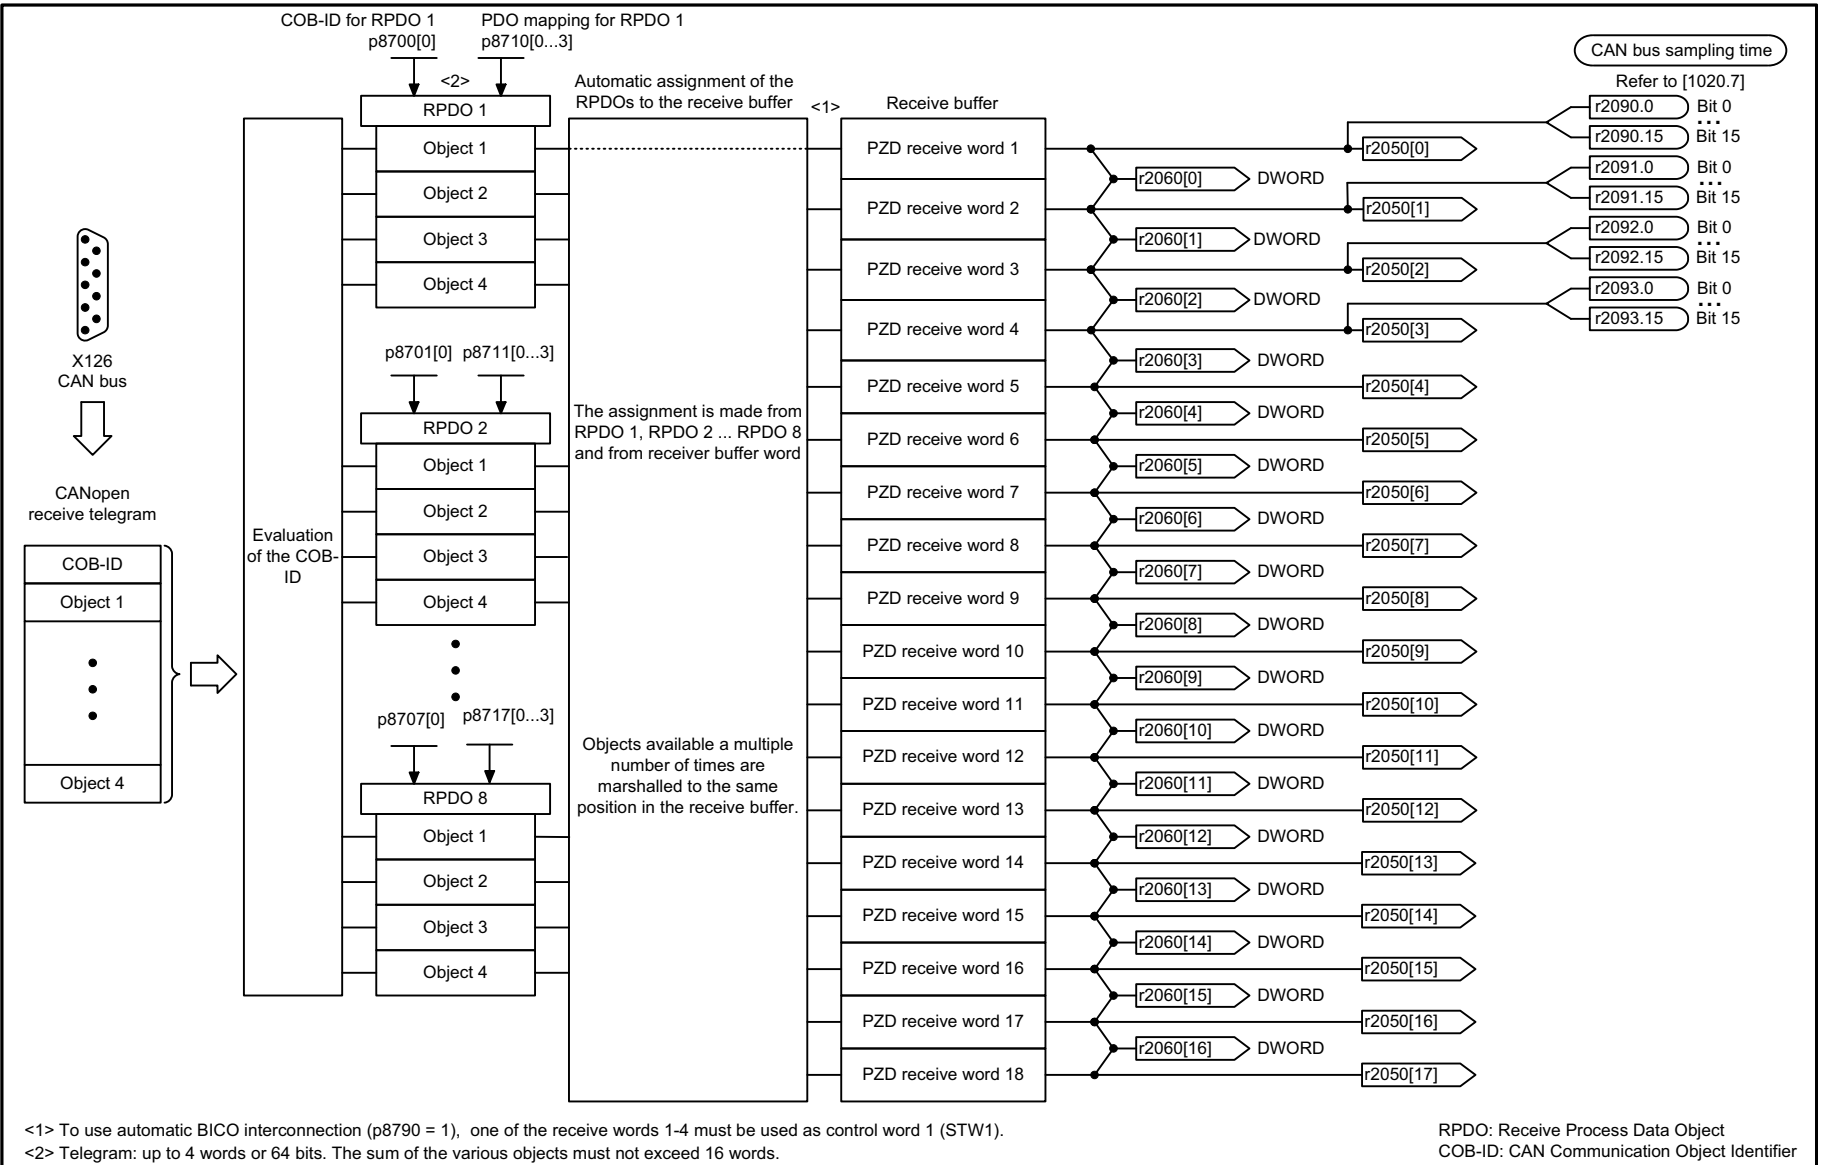 COB-ID for RPDO 1
p8700[0]
PDO mapping for RPDO 1
p8710[0...3]
<2>
RPDO 1
Object 1
Object 2
Object 3
Object 4
p8701[0]
p8711[0...3]
RPDO 2
Object 1
Object 2
Object 3
Object 4
p8707[0]
p8717[0...3]
RPDO 8
Object 1
Object 2
Object 3
Object 4
X126
CAN bus
CANopen
receive telegram
COB-ID
Object 1
Object 4
Evaluation
of the COB-
ID
Automatic assignment of the
RPDOs to the receive buffer
<1>
The assignment is made from
RPDO 1, RPDO 2 ... RPDO 8
and from receiver buffer word
Objects available a multiple
number of times are
marshalled to the same
position in the receive buffer.
Receive buffer
PZD receive word 1
PZD receive word 2
PZD receive word 3
PZD receive word 4
PZD receive word 5
PZD receive word 6
PZD receive word 7
PZD receive word 8
PZD receive word 9
PZD receive word 10
PZD receive word 11
PZD receive word 12
PZD receive word 13
PZD receive word 14
PZD receive word 15
PZD receive word 16
PZD receive word 17
PZD receive word 18
r2060[0] DWORD
r2060[1] DWORD
r2060[2] DWORD
r2060[3] DWORD
r2060[4] DWORD
r2060[5] DWORD
r2060[6] DWORD
r2060[7] DWORD
r2060[8] DWORD
r2060[9] DWORD
r2060[10] DWORD
r2060[11] DWORD
r2060[12] DWORD
r2060[13] DWORD
r2060[14] DWORD
r2060[15] DWORD
r2060[16] DWORD
r2050[0]
r2050[1]
r2050[2]
r2050[3]
r2050[4]
r2050[5]
r2050[6]
r2050[7]
r2050[8]
r2050[9]
r2050[10]
r2050[11]
r2050[12]
r2050[13]
r2050[14]
r2050[15]
r2050[16]
r2050[17]
CAN bus sampling time
Refer to [1020.7]
r2090.0 Bit 0
...
r2090.15 Bit 15
r2091.0 Bit 0
...
r2091.15 Bit 15
r2092.0 Bit 0
...
r2092.15 Bit 15
r2093.0 Bit 0
...
r2093.15 Bit 15
<1> To use automatic BICO interconnection (p8790 = 1), one of the receive words 1-4 must be used as control word 1 (STW1).
<2> Telegram: up to 4 words or 64 bits. The sum of the various objects must not exceed 16 words.
RPDO: Receive Process Data Object
COB-ID: CAN Communication Object Identifier